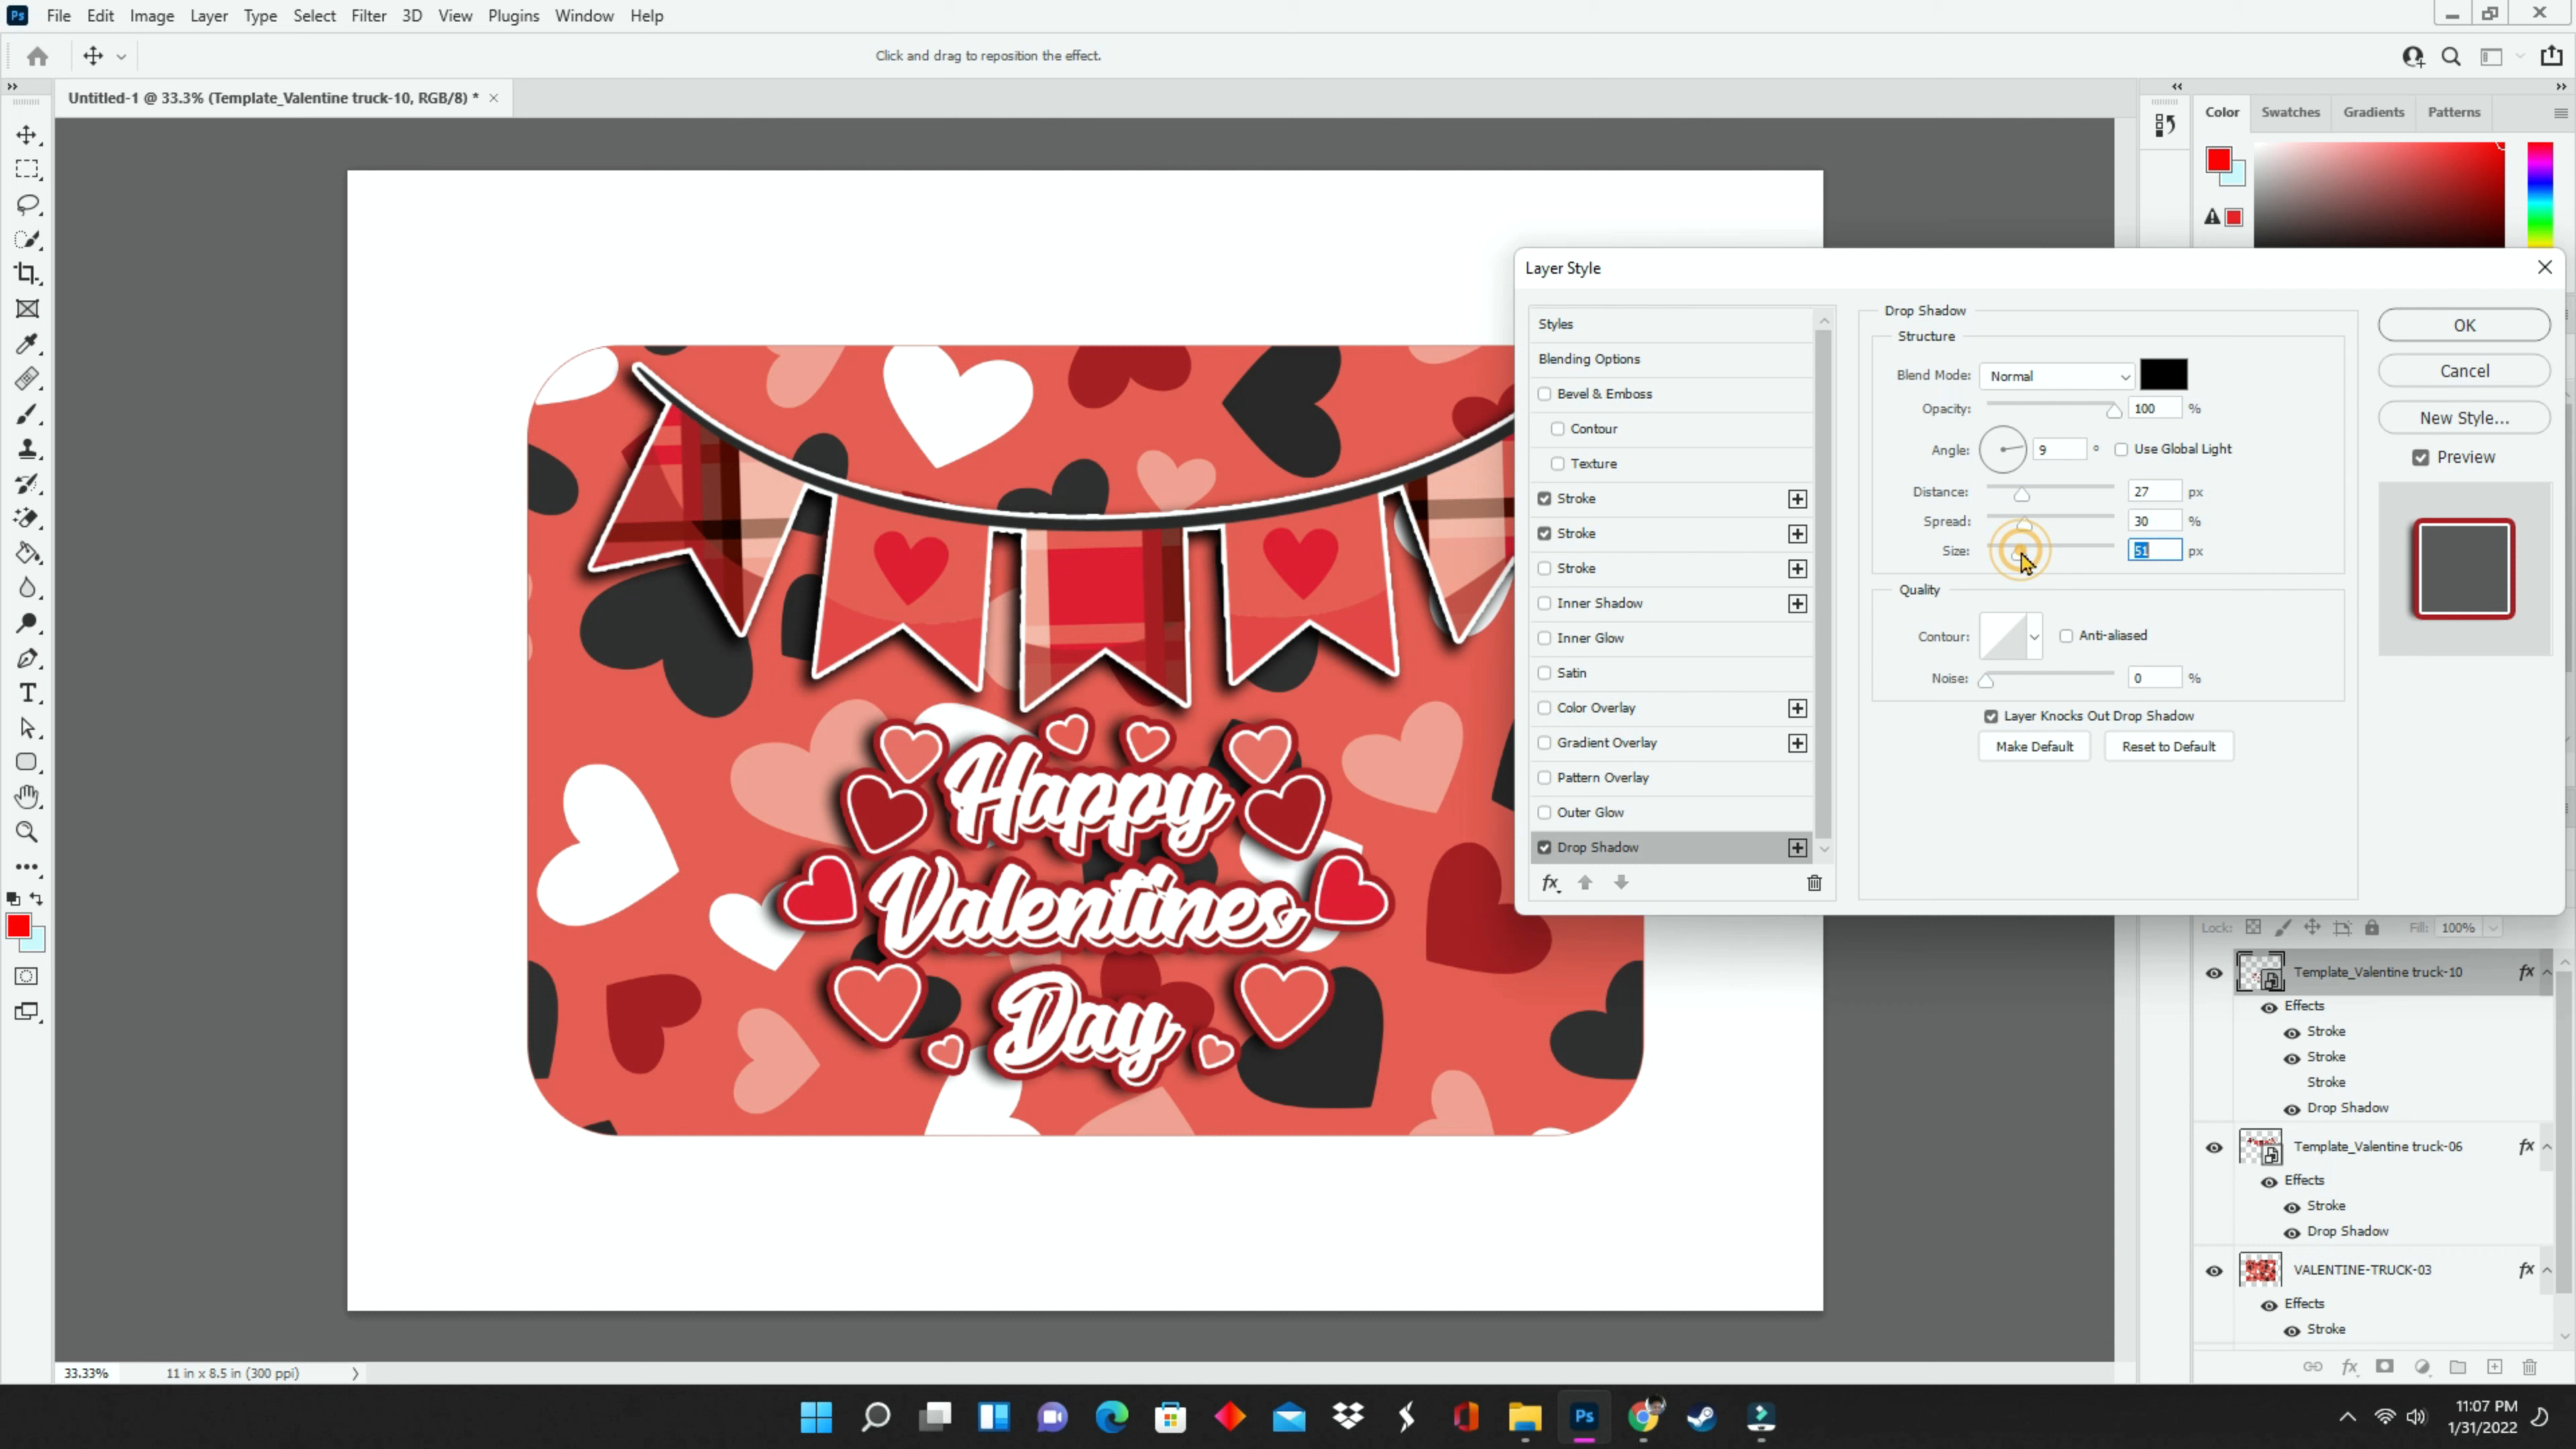 Ps File Edit Image Layer Type Select Filter 3D View Plugins Window Help
Click and drag to reposition the effect.
Untitled-1 @ 33.3% (Template_Valentine truck-10, RGB/8) *
Color Swatches Gradients Patterns
Layer Style
Styles
Blending Options
Bevel & Emboss
Contour
Texture
Stroke
Stroke
Stroke
Inner Shadow
Inner Glow
Satin
Color Overlay
Gradient Overlay
Pattern Overlay
Outer Glow
Drop Shadow
fx
Drop Shadow
Structure
Blend Mode: Normal
Opacity: 100 %
Angle: 9 ° Use Global Light
Distance: 27 px
Spread: 30 %
Size: 51 px
Quality
Contour: Anti-aliased
Noise: 0 %
Layer Knocks Out Drop Shadow
Make Default Reset to Default
OK
Cancel
New Style...
Preview
Happy
Valentines
Day
Lock: Fill: 100%
Template_Valentine truck-10 fx
Effects
Stroke
Stroke
Stroke
Drop Shadow
Template_Valentine truck-06 fx
Effects
Stroke
Drop Shadow
VALENTINE-TRUCK-03 fx
Effects
Stroke
fx
33.33% 11 in x 8.5 in (300 ppi)
Ps
11:07 PM
1/31/2022